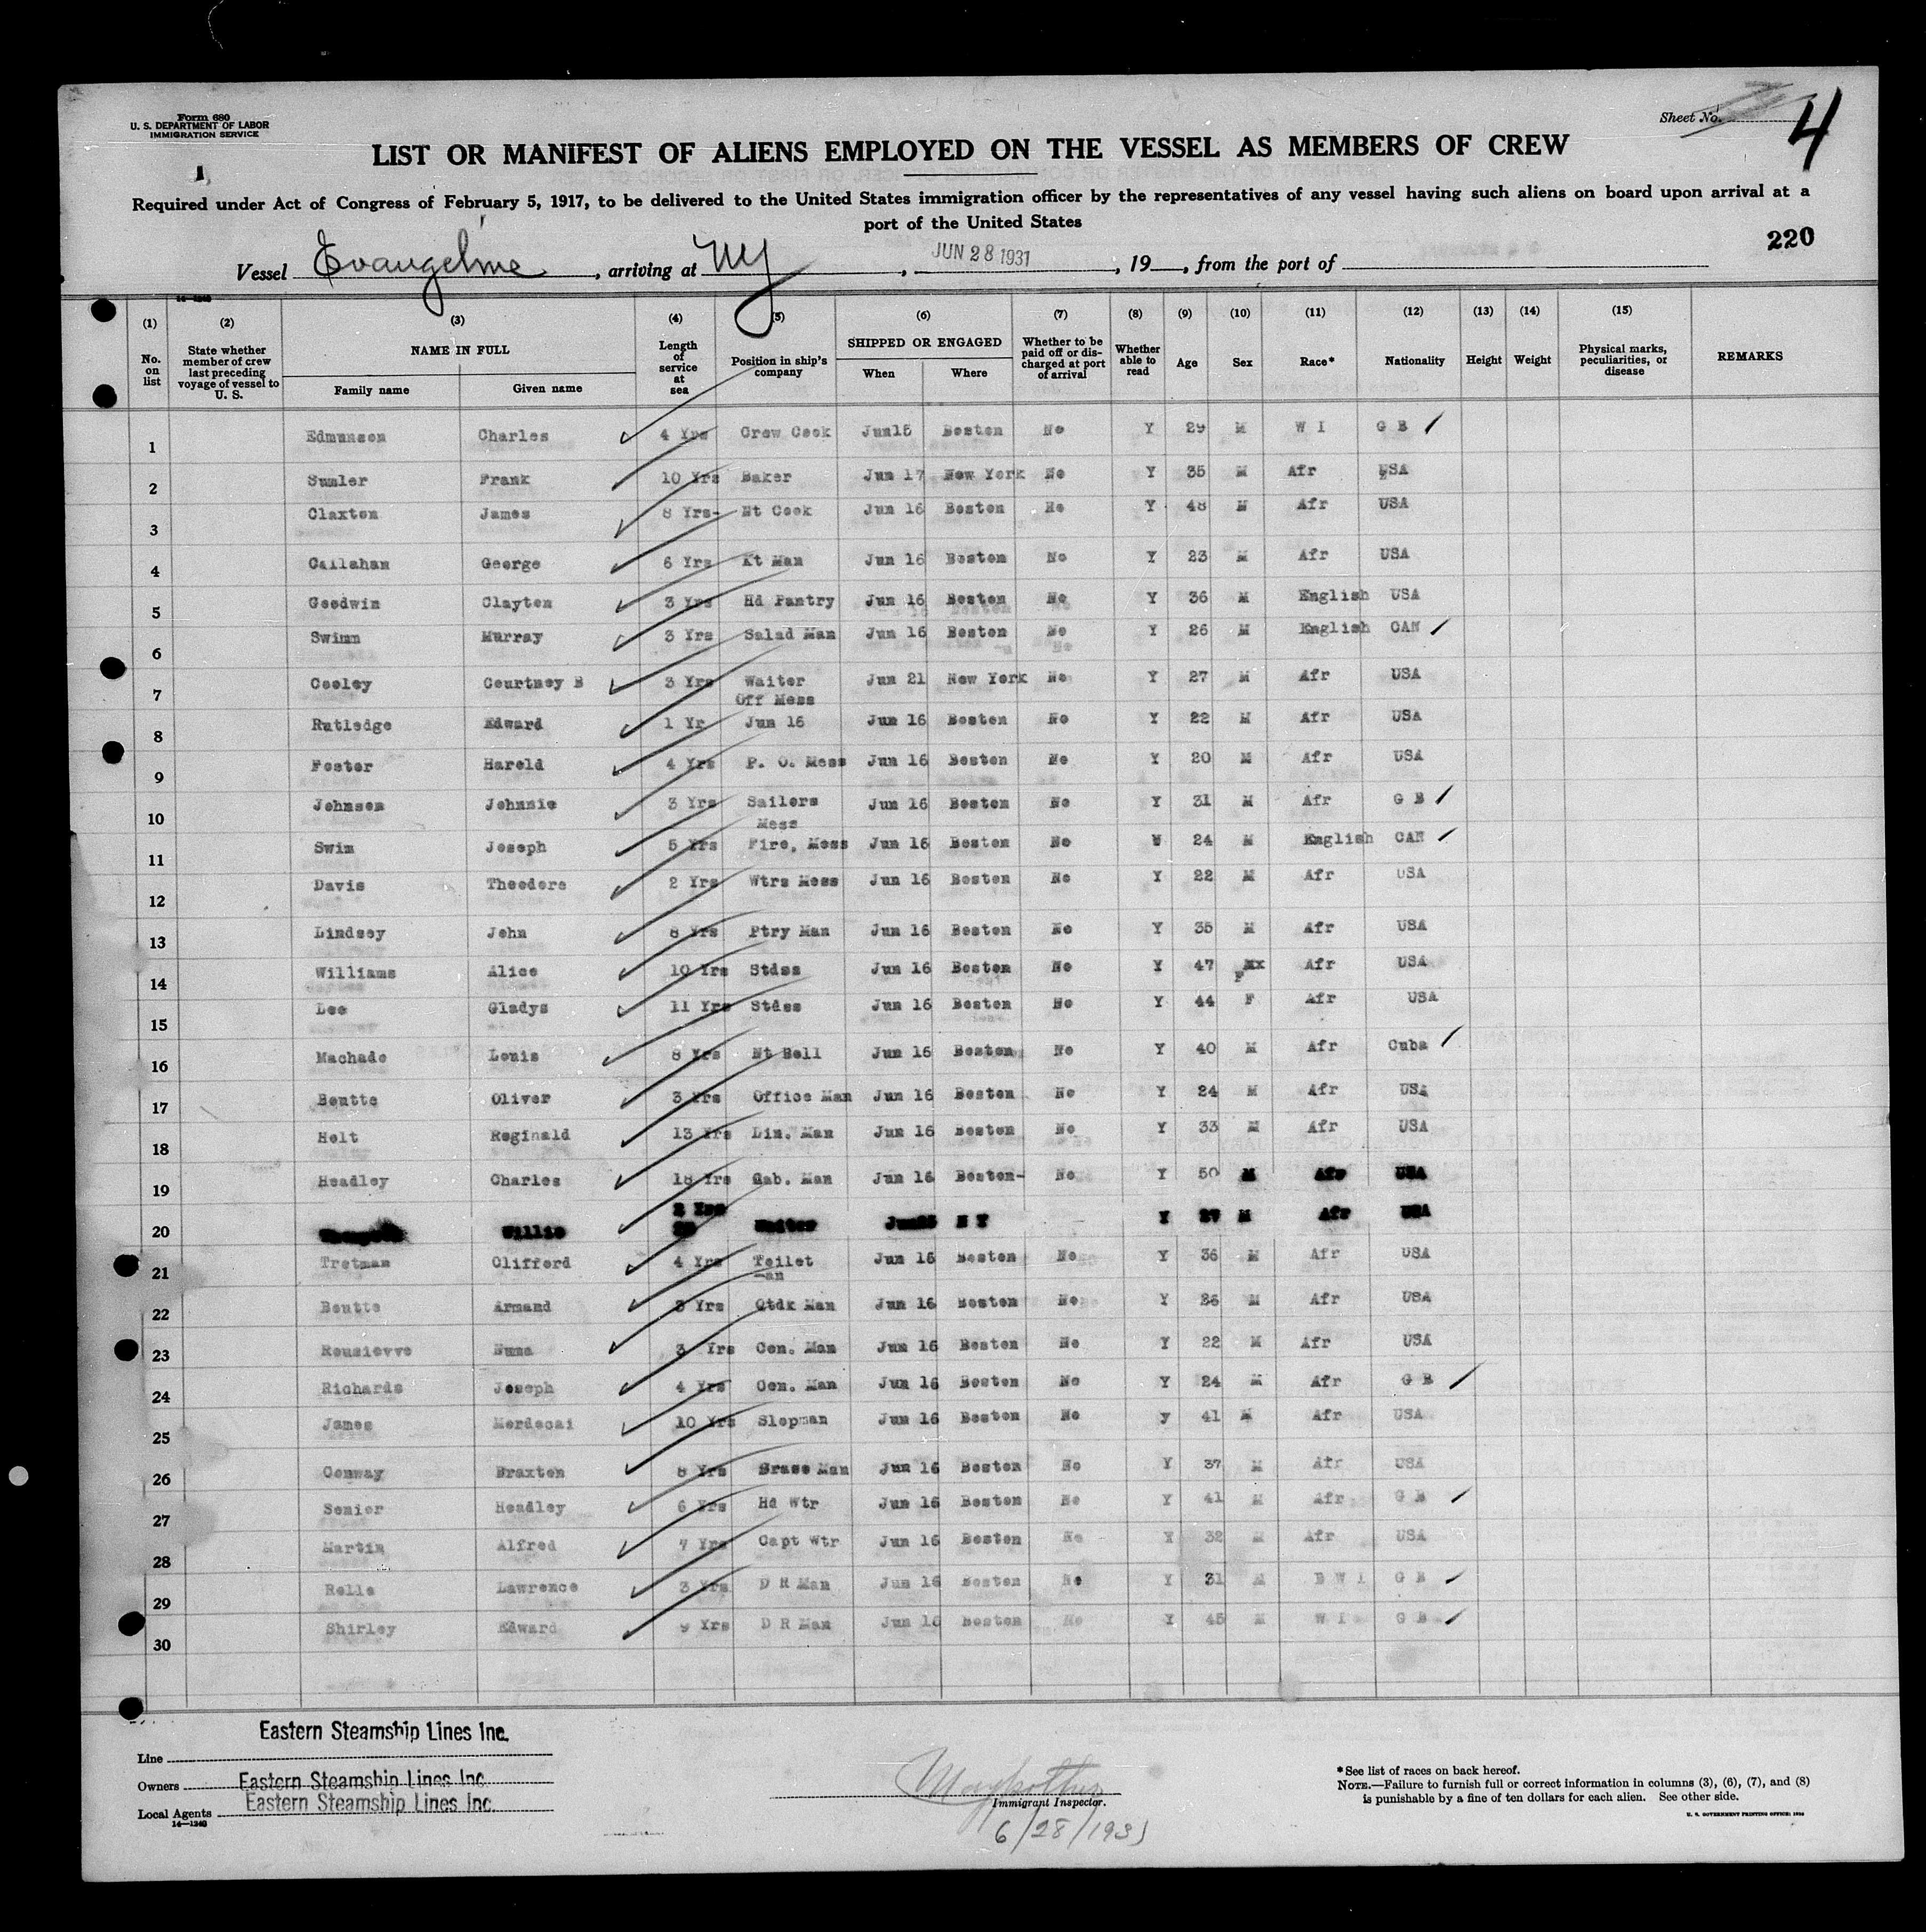 Form 680
U. S. DEPARTMENT OF LABOR
IMMIGRATION SERVICE
Sheet No. 4
LIST OR MANIFEST OF ALIENS EMPLOYED ON THE VESSEL AS MEMBERS OF CREW
1
Required under Act of Congress of February 5, 1917, to be delivered to the United States immigration officer by the representatives of any vessel having such aliens on board upon arrival at a
port of the United States
220
Vessel Evangeline, arriving at NY, JUN 28 1931, 19, from the port of
14—1240
(1) (2) (3) (4) (5) (6) (7) (8) (9) (10) (11) (12) (13) (14) (15)
No. on list State whether member of crew last preceding voyage of vessel to U. S. NAME IN FULL Family name Given name Length of service at sea Position in ship's company SHIPPED OR ENGAGED When Where Whether to be paid off or discharged at port of arrival Whether able to read Age Sex Race* Nationality Height Weight Physical marks, peculiarities, or disease REMARKS
1 Edmunson Charles 4 Yrs Crew Cook Jun15 Boston No Y 29 M W I G B
2 Sumler Frank 10 Yrs Baker Jun 17 New York No Y 35 M Afr USA
3 Claxton James 8 Yrs- Nt Cook Jun 16 Boston No Y 48 M Afr USA
4 Callahan George 6 Yrs Kt Man Jun 16 Boston No Y 23 M Afr USA
5 Goodwin Clayton 3 Yrs Hd Pantry Jun 16 Boston No Y 36 M English USA
6 Swimm Murray 3 Yrs Salad Man Jun 16 Boston No Y 26 M English CAN
7 Cooley Courtney B 3 Yrs Waiter Jun 21 New York No Y 27 M Afr USA
Off Mess
8 Rutledge Edward 1 Yr Jun 16 Jun 16 Boston No Y 22 M Afr USA
9 Foster Harold 4 Yrs P. O. Mess Jun 16 Boston No Y 20 M Afr USA
10 Johnson Johnnie 3 Yrs Sailors Jun 16 Boston No Y 31 M Afr G B
Mess
11 Swim Joseph 5 Yrs Fire, Mess Jun 16 Boston No 24 M English CAN
12 Davis Theodore 2 Yrs Wtrs Mess Jun 16 Boston No Y 22 M Afr USA
13 Lindsey John 8 Yrs Ptry Man Jun 16 Boston No Y 35 M Afr USA
14 Williams Alice 10 Yrs Stdss Jun 16 Boston No Y 47 F Afr USA
15 Lee Gladys 11 Yrs Stdss Jun 16 Boston No Y 44 F Afr USA
16 Machado Louis 8 Yrs Nt Bell Jun 16 Boston No Y 40 M Afr Cuba
17 Boutte Oliver 3 Yrs Office Man Jun 16 Boston No Y 24 M Afr USA
18 Holt Reginald 13 Yrs Lin. Man Jun 16 Boston No Y 33 M Afr USA
19 Headley Charles 18 Yrs Gab. Man Jun 16 Boston- No Y 50 M Afr USA
20 Willie 2 Yrs Waiter N Y Y 27 M Afr USA
21 Tretman Clifford 4 Yrs Toilet Jun 16 Boston No Y 36 M Afr USA
22 Boutte Armand 3 Yrs Qtdk Man Jun 16 Boston No Y 26 M Afr USA
23 Rousievve Numa 3 Yrs Gen. Man Jun 16 Boston No Y 22 M Afr USA
24 Richards Joseph 4 Yrs Gen. Man Jun 16 Boston No Y 24 M Afr G B
25 James Mordecai 10 Yrs Slopman Jun 16 Boston No y 41 M Afr USA
26 Conway Braxton 8 Yrs Brass Man Jun 16 Boston No Y 37 M Afr USA
27 Senior Headley 6 Yrs Hd Wtr Jun 16 Boston No Y 41 M Afr G B
28 Martin Alfred 7 Yrs Capt Wtr Jun 16 Boston No Y 32 M Afr USA
29 Rolle Lawrence 3 Yrs D R Man Jun 16 Boston No Y 31 M B W I G B
30 Shirley Edward 9 Yrs D R Man Jun 16 Boston No Y 45 M W I G B
Line Eastern Steamship Lines Inc.
Owners Eastern Steamship Lines Inc.
Local Agents Eastern Steamship Lines Inc.
14—1240
Immigrant Inspector.
6/28/1931
*See list of races on back hereof.
NOTE.—Failure to furnish full or correct information in columns (3), (6), (7), and (8)
is punishable by a fine of ten dollars for each alien. See other side.
U. S. GOVERNMENT PRINTING OFFICE: 1930